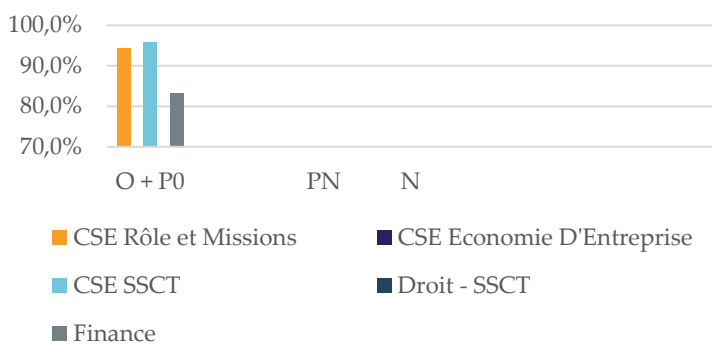 100,0%
90,0%
80,0%
70,0%
O + P0 PN N
CSE Rôle et Missions CSE Economie D'Entreprise
CSE SSCT Droit - SSCT
Finance